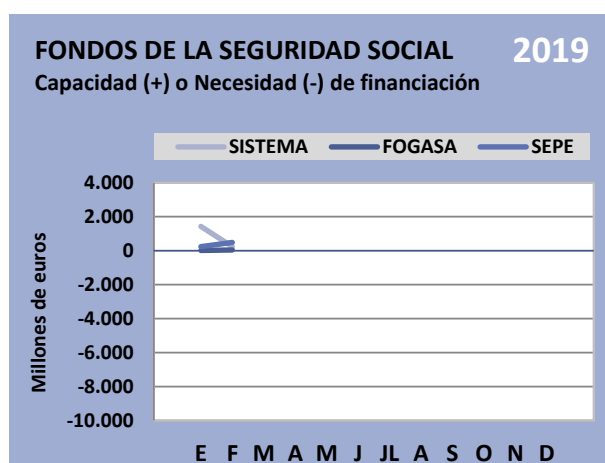 FONDOS DE LA SEGURIDAD SOCIAL 2019
Capacidad (+) o Necesidad (-) de financiación
SISTEMA FOGASA SEPE
Millones de euros
4.000
2.000
0
-2.000
-4.000
-6.000
-8.000
-10.000
E F M A M J JL A S O N D